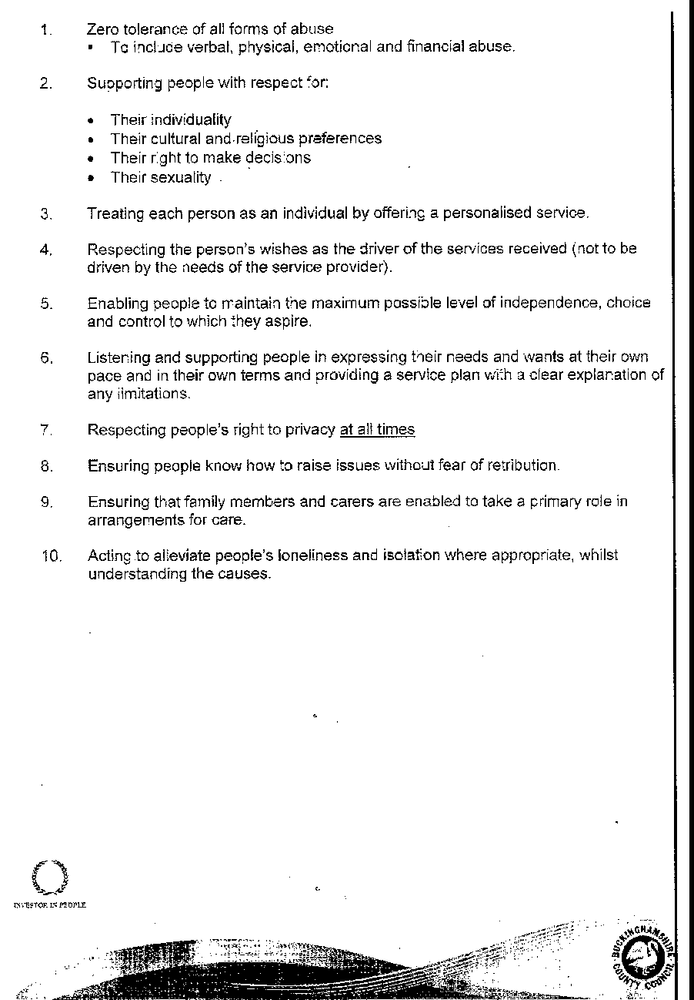 1. Zero tolerance of all forms of abuse
▪ To include verbal, physical, emotional and financial abuse.
2. Supporting people with respect for:
• Their individuality
• Their cultural and religious preferences
• Their right to make decisions
• Their sexuality
3. Treating each person as an individual by offering a personalised service.
4. Respecting the person's wishes as the driver of the services received (not to be
driven by the needs of the service provider).
5. Enabling people to maintain the maximum possible level of independence, choice
and control to which they aspire.
6. Listening and supporting people in expressing their needs and wants at their own
pace and in their own terms and providing a service plan with a clear explanation of
any limitations.
7. Respecting people's right to privacy at all times
8. Ensuring people know how to raise issues without fear of retribution.
9. Ensuring that family members and carers are enabled to take a primary role in
arrangements for care.
10. Acting to alleviate people's loneliness and isolation where appropriate, whilst
understanding the causes.
INVESTOR IN PEOPLE
BUCKINGHAMSHIRE
COUNTY COUNCIL